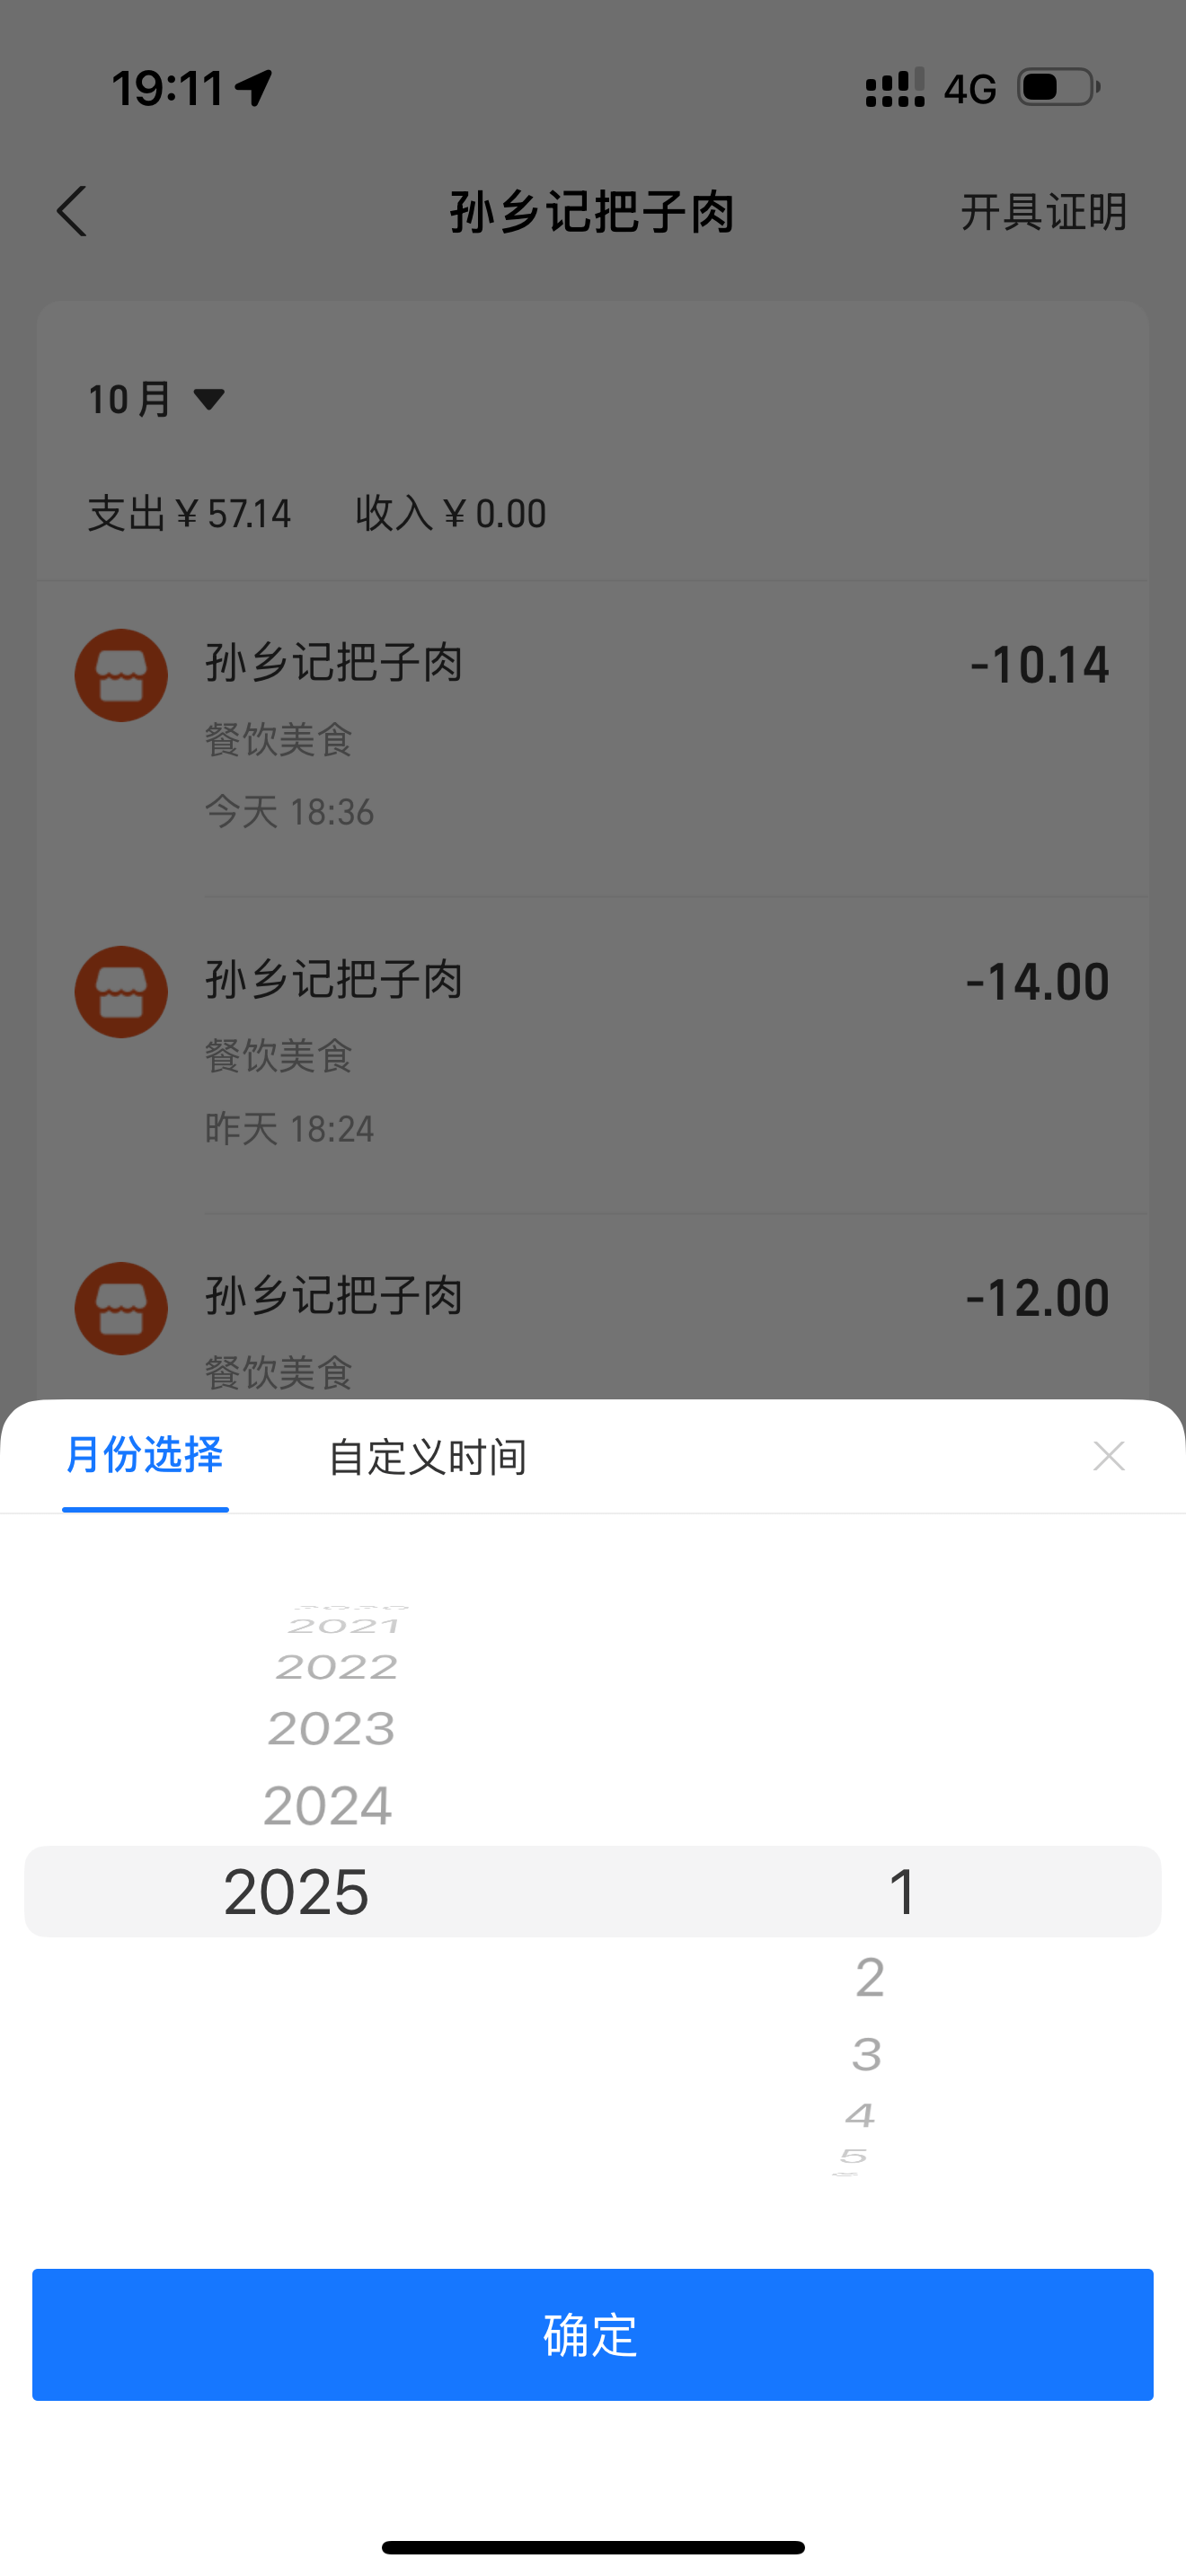 19:11 4G
孙乡记把子肉 开具证明
10月
支出￥57.14 收入￥0.00
孙乡记把子肉 -10.14
餐饮美食
今天 18:36
孙乡记把子肉 -14.00
餐饮美食
昨天 18:24
孙乡记把子肉 -12.00
餐饮美食
月份选择 自定义时间
2021
2022
2023
2024
2025 1
2
3
4
5
确定